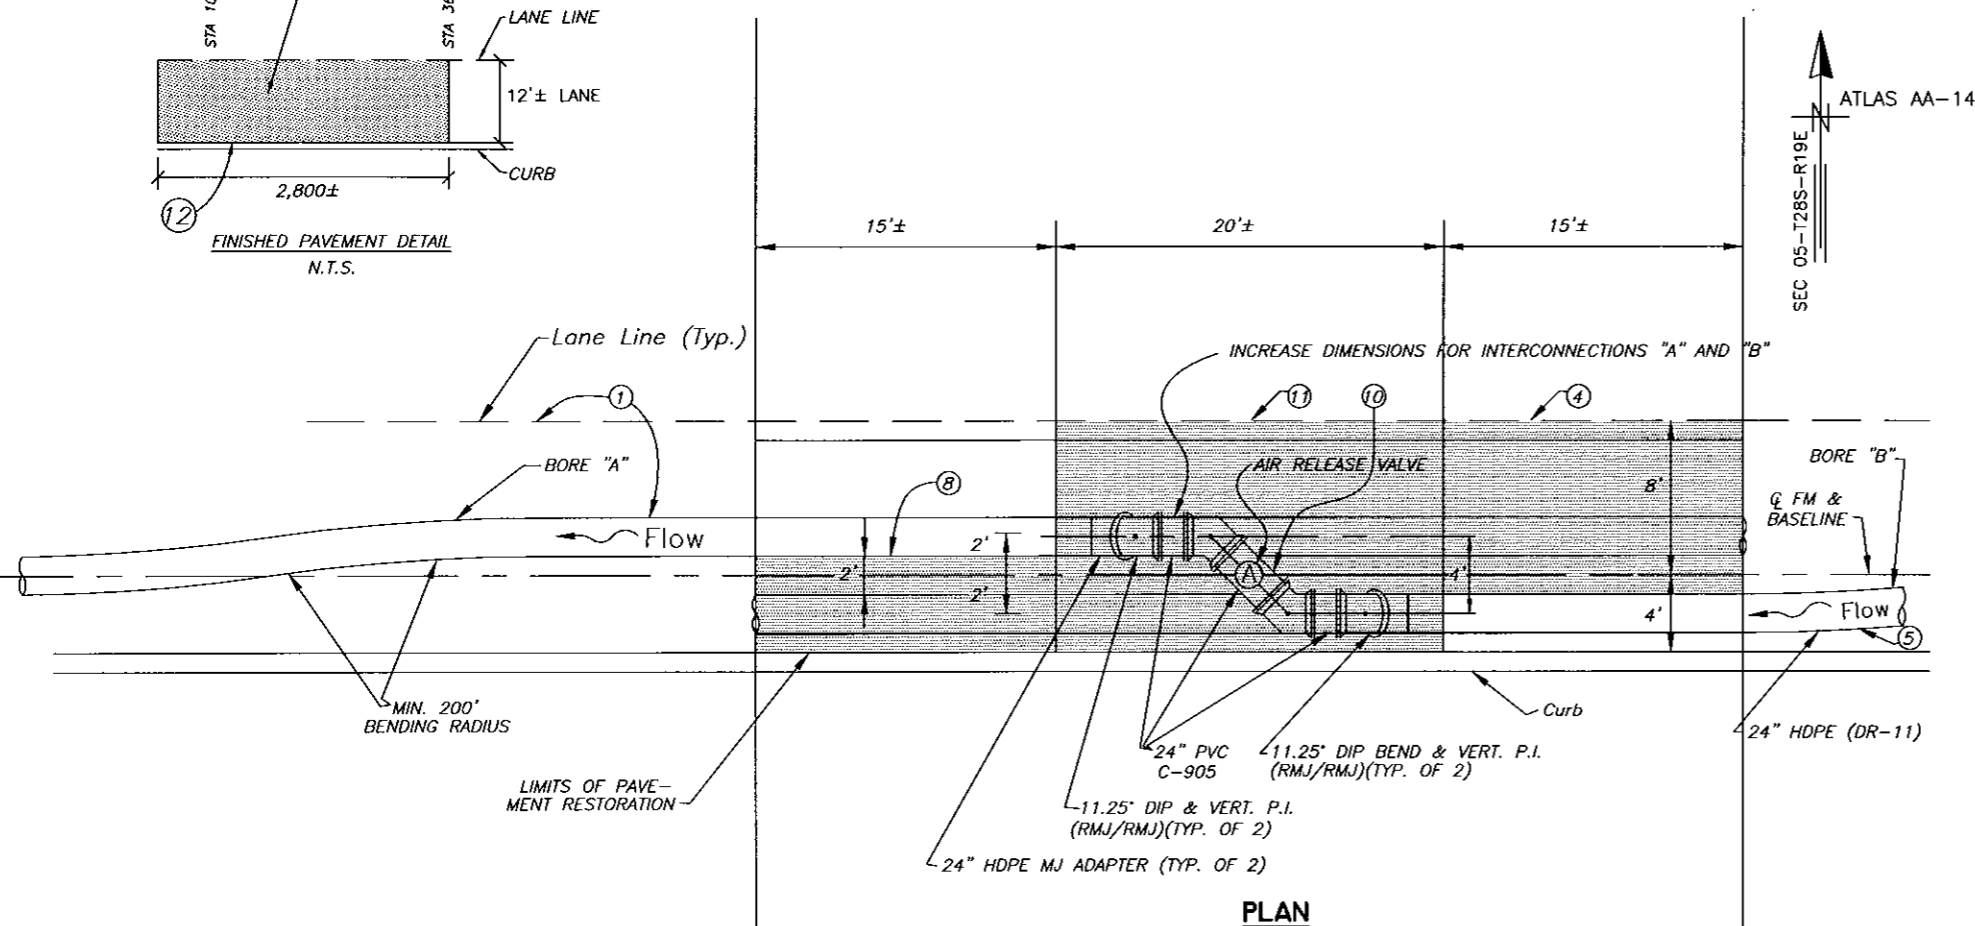 STA 10
STA 36
LANE LINE
12'± LANE
CURB
2,800±
12
FINISHED PAVEMENT DETAIL
N.T.S.
15'±
20'±
15'±
N
ATLAS AA-14
SEC 05-T28S-R19E
Lane Line (Typ.)
INCREASE DIMENSIONS FOR INTERCONNECTIONS "A" AND "B"
1
11
10
4
BORE "A"
8
AIR RELEASE VALVE
8'
BORE "B"
℄ FM &
BASELINE
Flow
2'
2'
2'
A
4'
4'
Flow
5
MIN. 200'
BENDING RADIUS
Curb
24" HDPE (DR-11)
LIMITS OF PAVE-
MENT RESTORATION
24" PVC
C-905
11.25° DIP BEND & VERT. P.I.
(RMJ/RMJ)(TYP. OF 2)
11.25° DIP & VERT. P.I.
(RMJ/RMJ)(TYP. OF 2)
24" HDPE MJ ADAPTER (TYP. OF 2)
PLAN